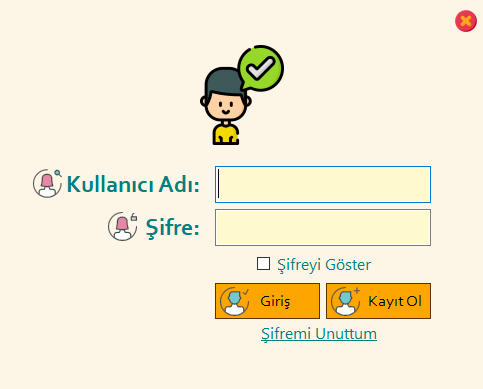 Kullanıcı Adı:
Şifre:
Şifreyi Göster
Giriş Kayıt Ol
Şifremi Unuttum